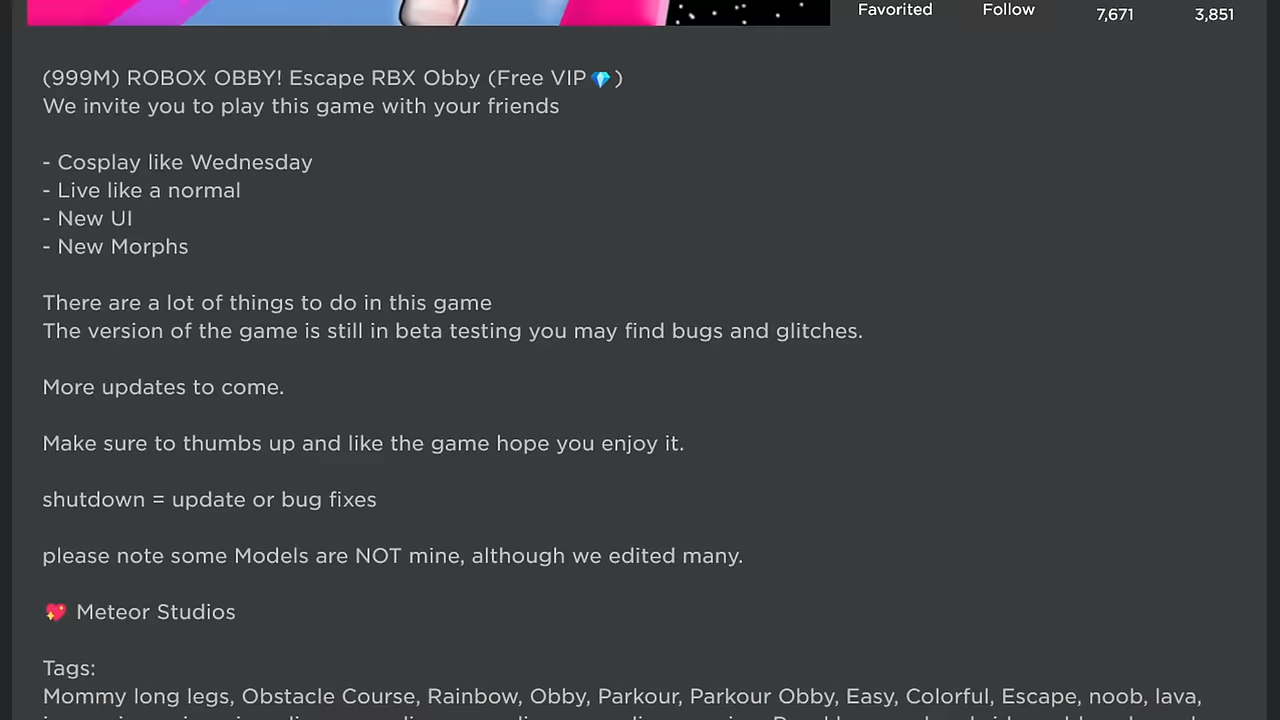 Favorited Follow 7,671 3,851
(999M) ROBOX OBBY! Escape RBX Obby (Free VIP💎)
We invite you to play this game with your friends
- Cosplay like Wednesday
- Live like a normal
- New UI
- New Morphs
There are a lot of things to do in this game
The version of the game is still in beta testing you may find bugs and glitches.
More updates to come.
Make sure to thumbs up and like the game hope you enjoy it.
shutdown = update or bug fixes
please note some Models are NOT mine, although we edited many.
💖 Meteor Studios
Tags:
Mommy long legs, Obstacle Course, Rainbow, Obby, Parkour, Parkour Obby, Easy, Colorful, Escape, noob, lava,